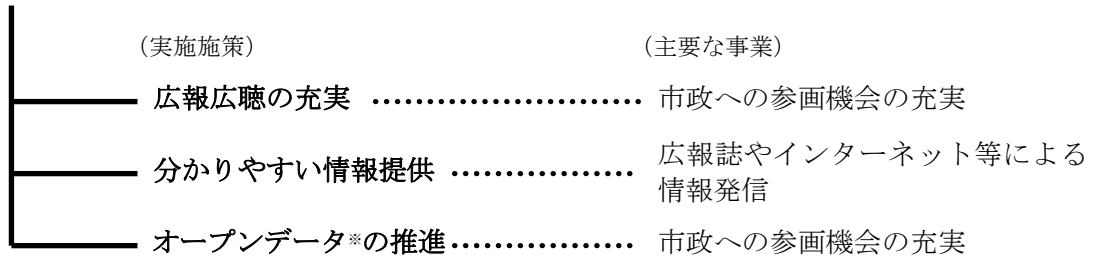 （実施施策） （主要な事業）
広報広聴の充実 ……………………… 市政への参画機会の充実
分かりやすい情報提供 ……………… 広報誌やインターネット等による
情報発信
オープンデータ※の推進 ……………… 市政への参画機会の充実